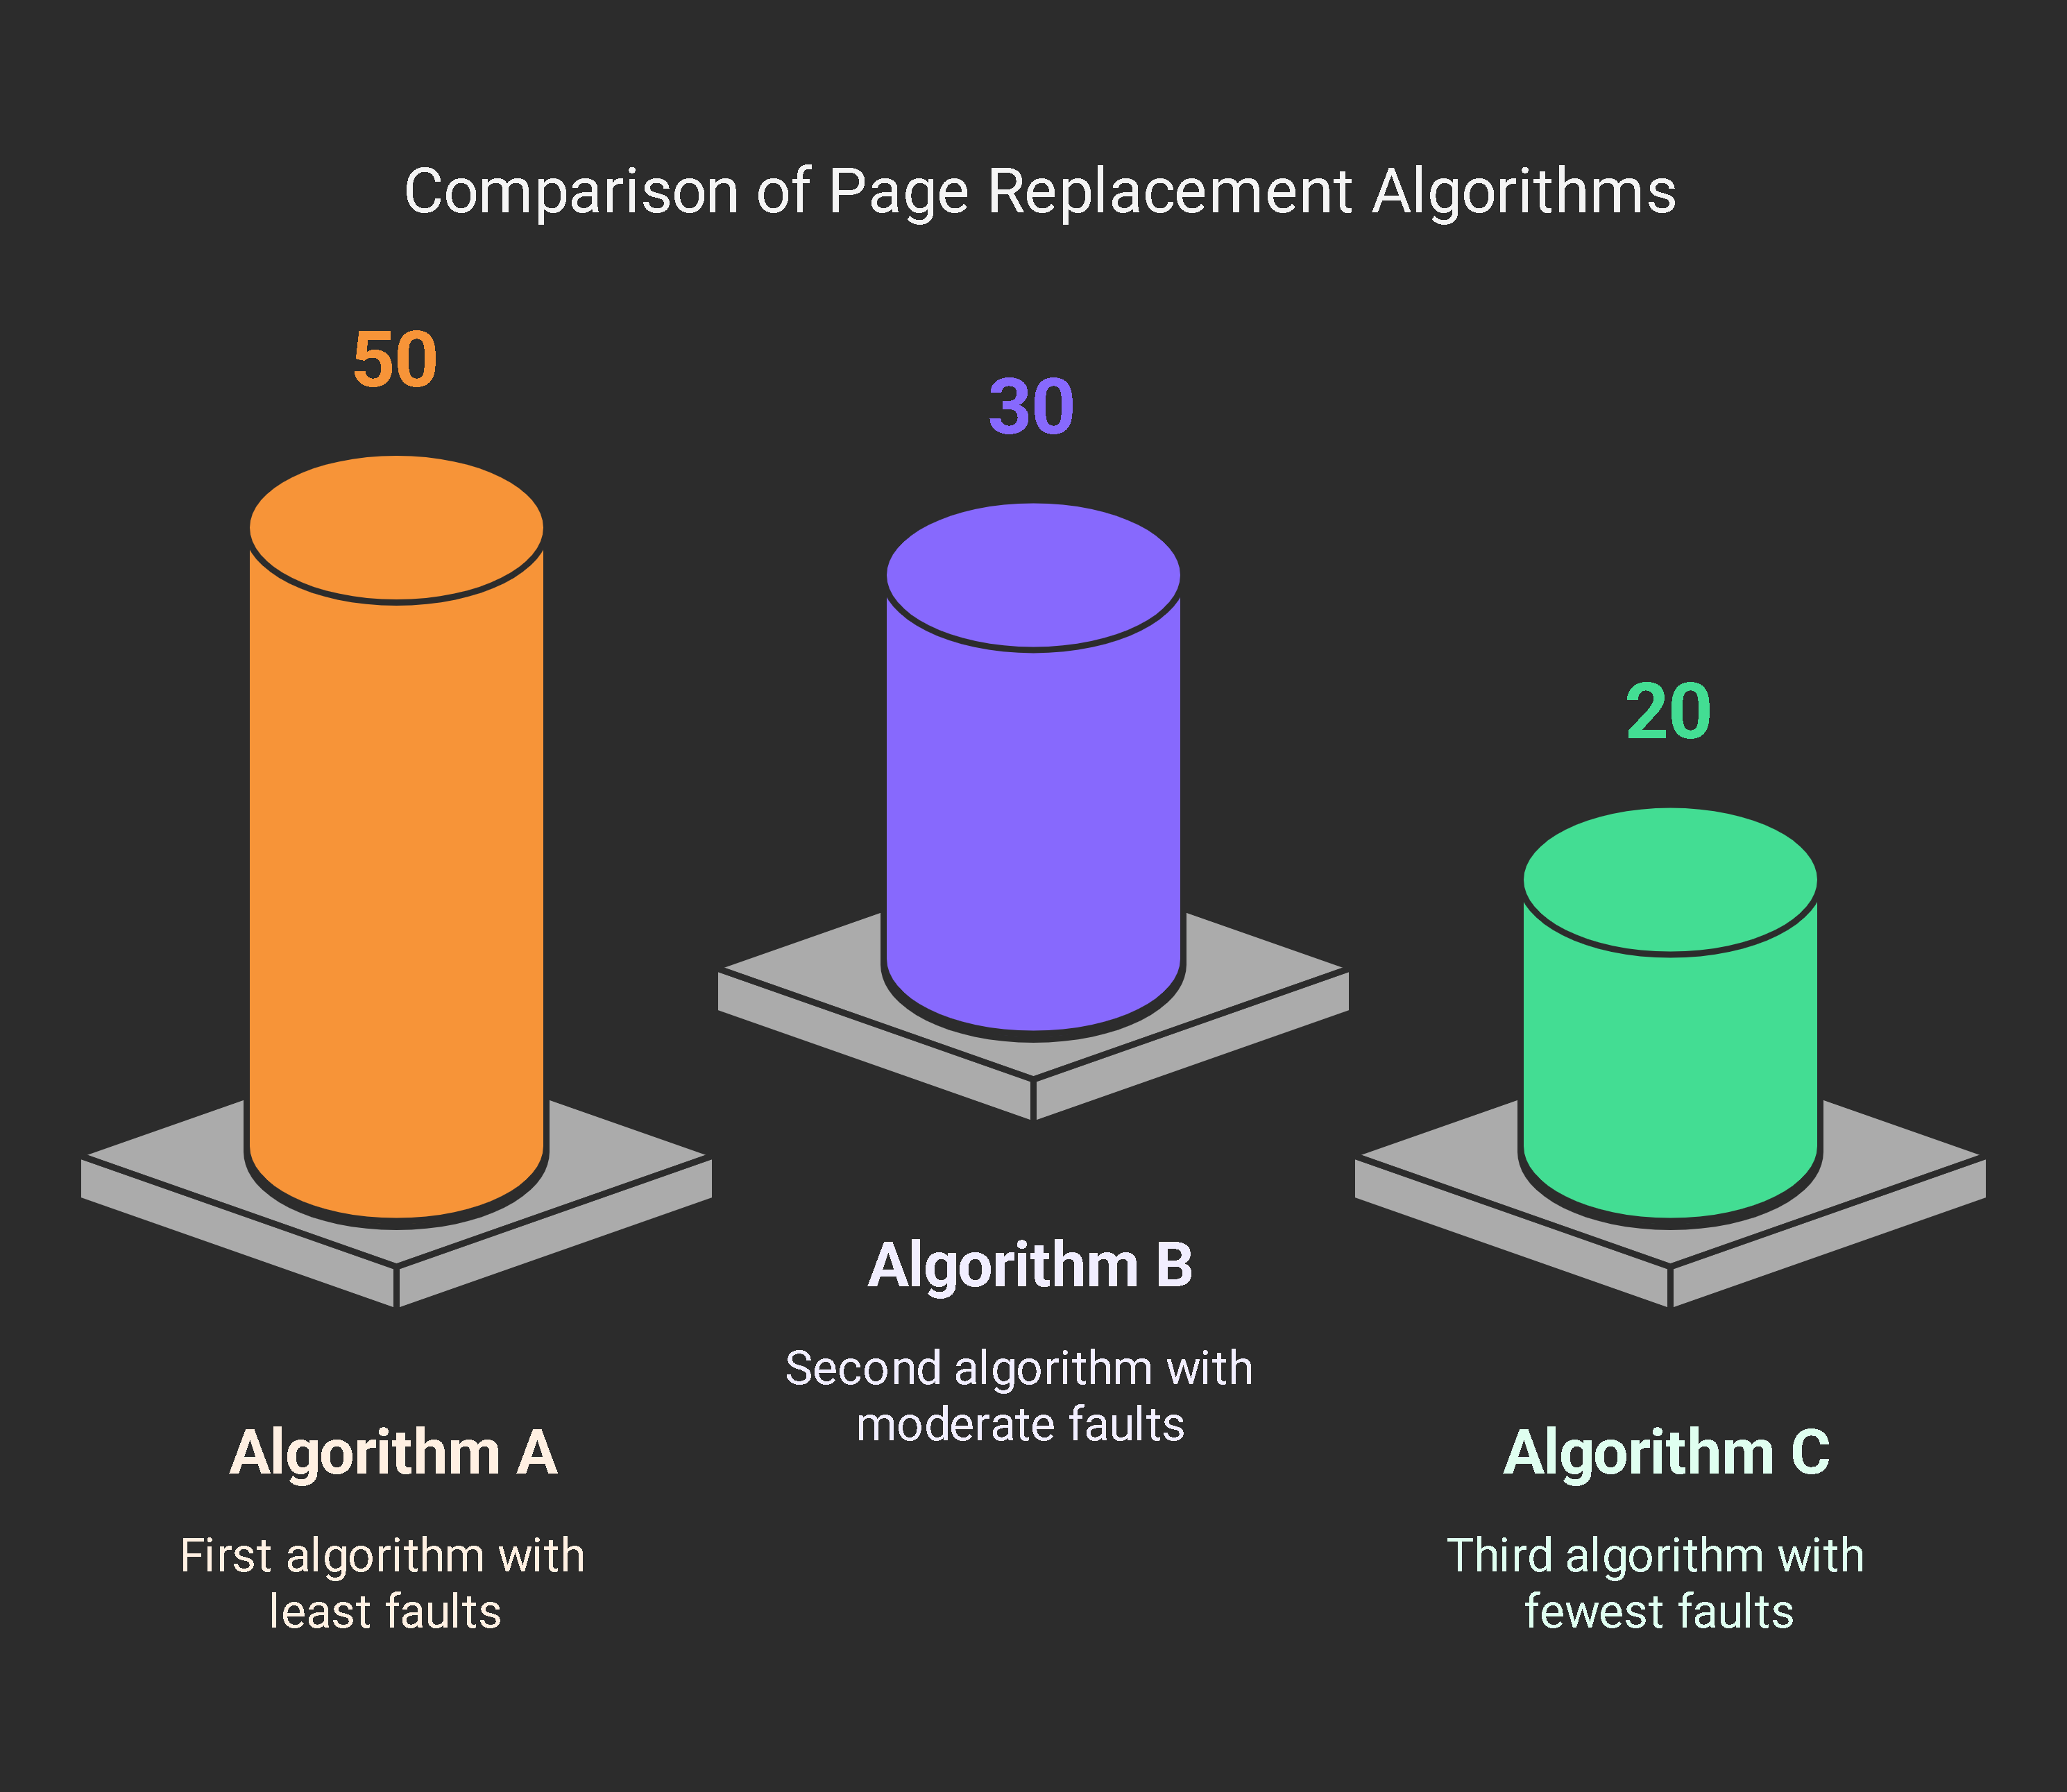 Comparison of Page Replacement Algorithms
50
30
20
Algorithm A
First algorithm with
least faults
Algorithm B
Second algorithm with
moderate faults
Algorithm C
Third algorithm with
fewest faults